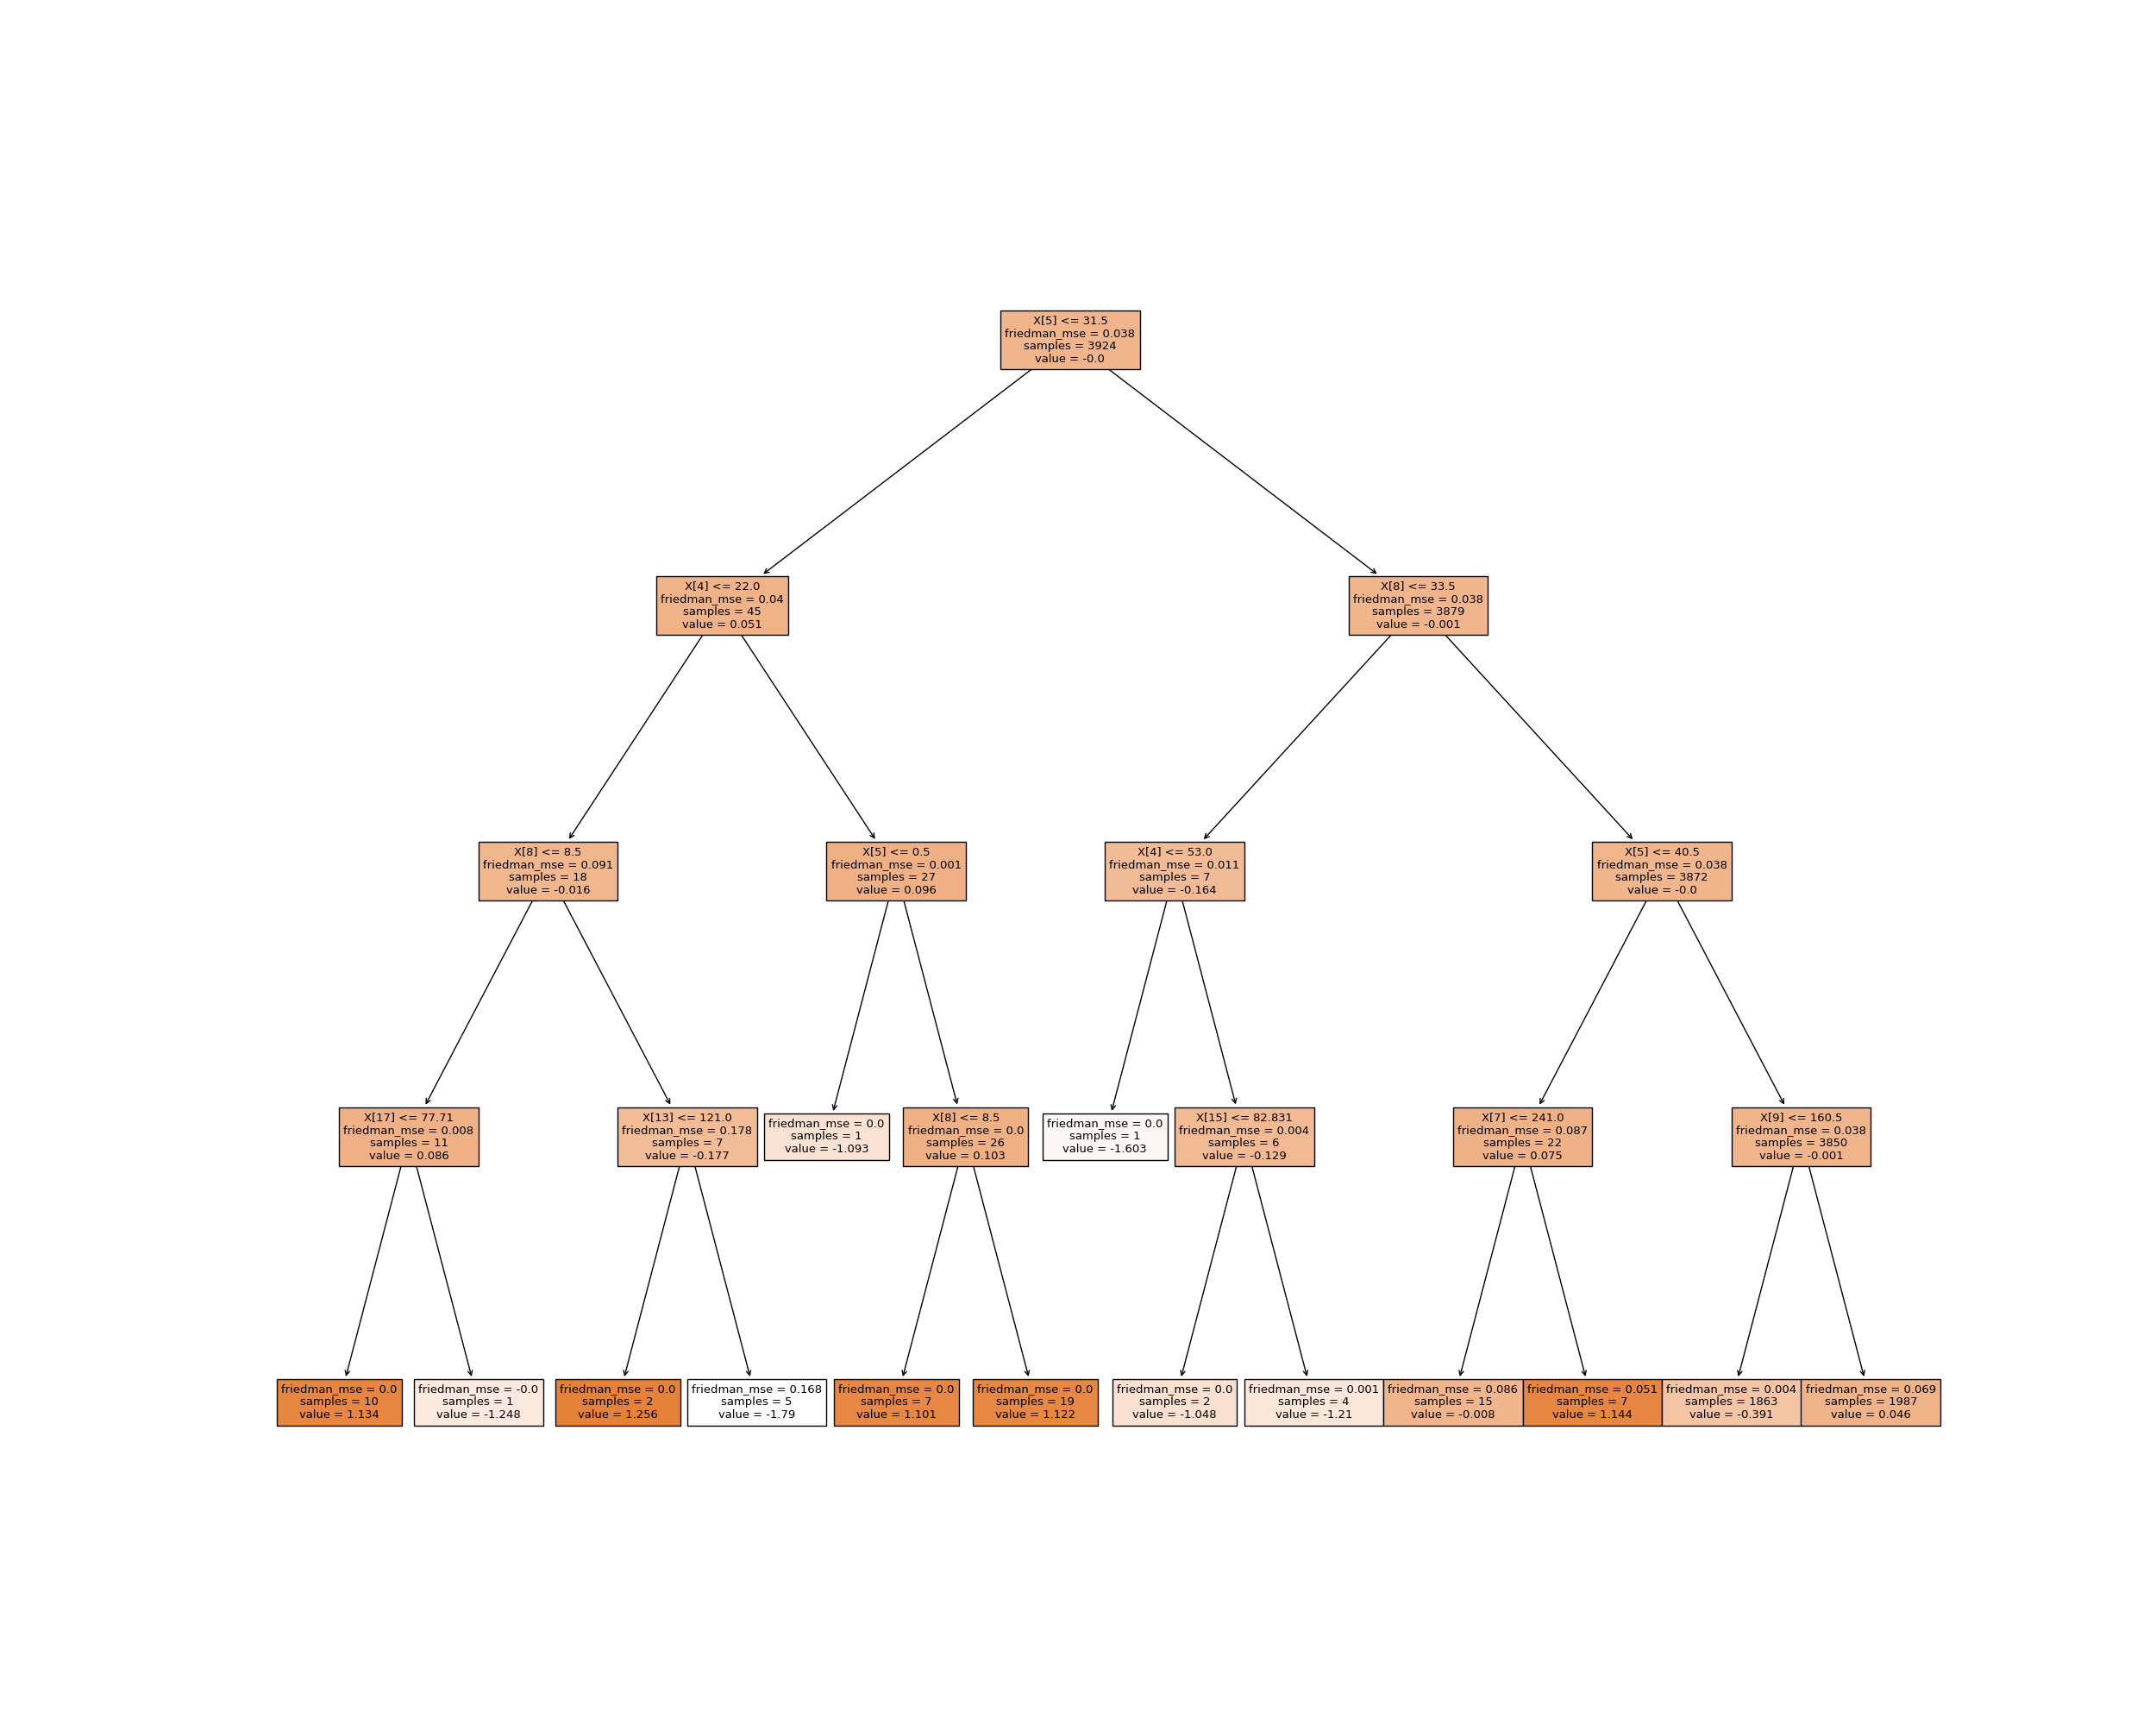 X[5] <= 31.5
friedman_mse = 0.038
samples = 3924
value = -0.0
X[4] <= 22.0
friedman_mse = 0.04
samples = 45
value = 0.051
X[8] <= 33.5
friedman_mse = 0.038
samples = 3879
value = -0.001
X[8] <= 8.5
friedman_mse = 0.091
samples = 18
value = -0.016
X[5] <= 0.5
friedman_mse = 0.001
samples = 27
value = 0.096
X[4] <= 53.0
friedman_mse = 0.011
samples = 7
value = -0.164
X[5] <= 40.5
friedman_mse = 0.038
samples = 3872
value = -0.0
X[17] <= 77.71
friedman_mse = 0.008
samples = 11
value = 0.086
X[13] <= 121.0
friedman_mse = 0.178
samples = 7
value = -0.177
friedman_mse = 0.0
samples = 1
value = -1.093
X[8] <= 8.5
friedman_mse = 0.0
samples = 26
value = 0.103
friedman_mse = 0.0
samples = 1
value = -1.603
X[15] <= 82.831
friedman_mse = 0.004
samples = 6
value = -0.129
X[7] <= 241.0
friedman_mse = 0.087
samples = 22
value = 0.075
X[9] <= 160.5
friedman_mse = 0.038
samples = 3850
value = -0.001
friedman_mse = 0.0
samples = 10
value = 1.134
friedman_mse = -0.0
samples = 1
value = -1.248
friedman_mse = 0.0
samples = 2
value = 1.256
friedman_mse = 0.168
samples = 5
value = -1.79
friedman_mse = 0.0
samples = 7
value = 1.101
friedman_mse = 0.0
samples = 19
value = 1.122
friedman_mse = 0.0
samples = 2
value = -1.048
friedman_mse = 0.001
samples = 4
value = -1.21
friedman_mse = 0.086
samples = 15
value = -0.008
friedman_mse = 0.051
samples = 7
value = 1.144
friedman_mse = 0.004
samples = 1863
value = -0.391
friedman_mse = 0.069
samples = 1987
value = 0.046